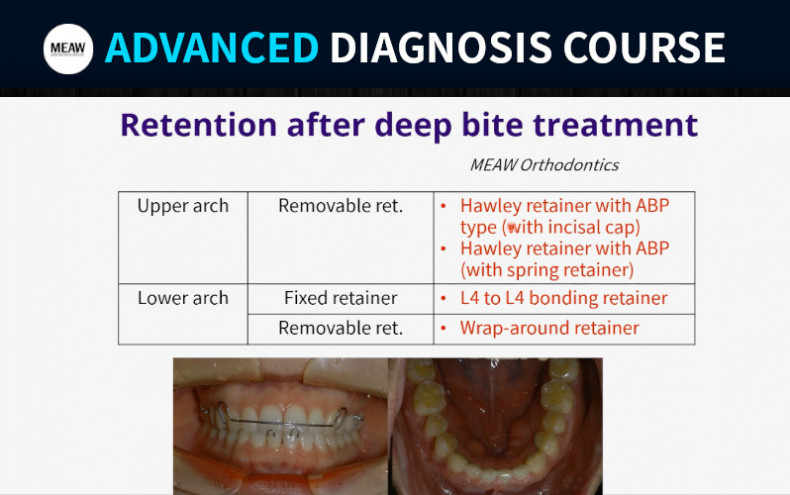 MEAW
ADVANCED DIAGNOSIS COURSE
Retention after deep bite treatment
MEAW Orthodontics
Upper arch
Removable ret.
• Hawley retainer with ABP
type (with incisal cap)
• Hawley retainer with ABP
(with spring retainer)
Lower arch
Fixed retainer
• L4 to L4 bonding retainer
Removable ret.
• Wrap-around retainer